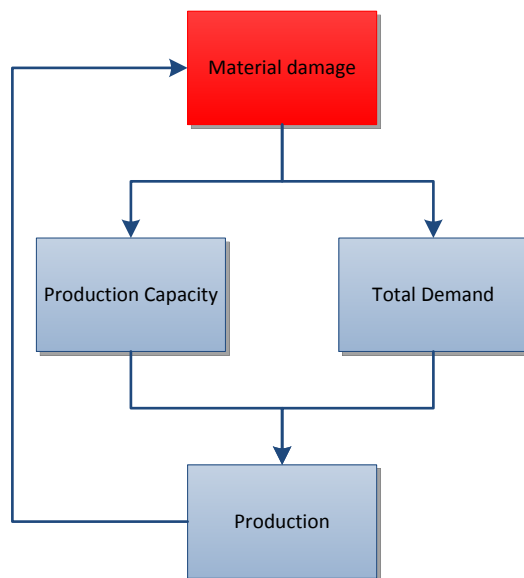 Material damage
Production Capacity
Total Demand
Production